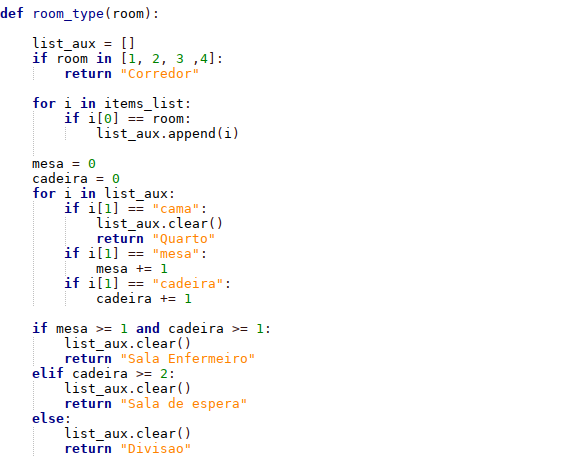 def room_type(room):
    list_aux = []
    if room in [1, 2, 3 ,4]:
        return "Corredor"
    for i in items_list:
        if i[0] == room:
            list_aux.append(i)
    mesa = 0
    cadeira = 0
    for i in list_aux:
        if i[1] == "cama":
            list_aux.clear()
            return "Quarto"
        if i[1] == "mesa":
            mesa += 1
        if i[1] == "cadeira":
            cadeira += 1
    if mesa >= 1 and cadeira >= 1:
        list_aux.clear()
        return "Sala Enfermeiro"
    elif cadeira >= 2:
        list_aux.clear()
        return "Sala de espera"
    else:
        list_aux.clear()
        return "Divisao"